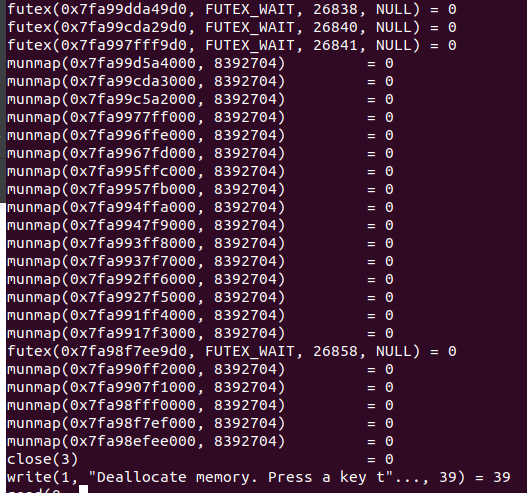 futex(0x7fa99dda49d0, FUTEX_WAIT, 26838, NULL) = 0
futex(0x7fa99cda29d0, FUTEX_WAIT, 26840, NULL) = 0
futex(0x7fa997fff9d0, FUTEX_WAIT, 26841, NULL) = 0
munmap(0x7fa99d5a4000, 8392704)         = 0
munmap(0x7fa99cda3000, 8392704)         = 0
munmap(0x7fa99c5a2000, 8392704)         = 0
munmap(0x7fa9977ff000, 8392704)         = 0
munmap(0x7fa996ffe000, 8392704)         = 0
munmap(0x7fa9967fd000, 8392704)         = 0
munmap(0x7fa995ffc000, 8392704)         = 0
munmap(0x7fa9957fb000, 8392704)         = 0
munmap(0x7fa994ffa000, 8392704)         = 0
munmap(0x7fa9947f9000, 8392704)         = 0
munmap(0x7fa993ff8000, 8392704)         = 0
munmap(0x7fa9937f7000, 8392704)         = 0
munmap(0x7fa992ff6000, 8392704)         = 0
munmap(0x7fa9927f5000, 8392704)         = 0
munmap(0x7fa991ff4000, 8392704)         = 0
munmap(0x7fa9917f3000, 8392704)         = 0
futex(0x7fa98f7ee9d0, FUTEX_WAIT, 26858, NULL) = 0
munmap(0x7fa990ff2000, 8392704)         = 0
munmap(0x7fa9907f1000, 8392704)         = 0
munmap(0x7fa98fff0000, 8392704)         = 0
munmap(0x7fa98f7ef000, 8392704)         = 0
munmap(0x7fa98efee000, 8392704)         = 0
close(3)                                = 0
write(1, "Deallocate memory. Press a key t"..., 39) = 39